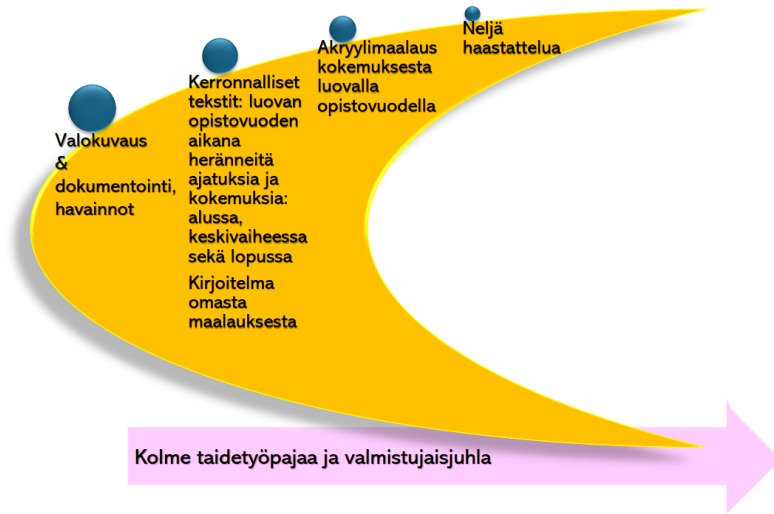 Valokuvaus
&
dokumentointi,
havainnot
Kerronnalliset
tekstit: luovan
opistovuoden
aikana
heränneitä
ajatuksia ja
kokemuksia:
alussa,
keskivaiheessa
sekä lopussa
Kirjoitelma
omasta
maalauksesta
Akryylimaalaus
kokemuksesta
luovalla
opistovuodella
Neljä
haastattelua
Kolme taidetyöpajaa ja valmistujaisjuhla